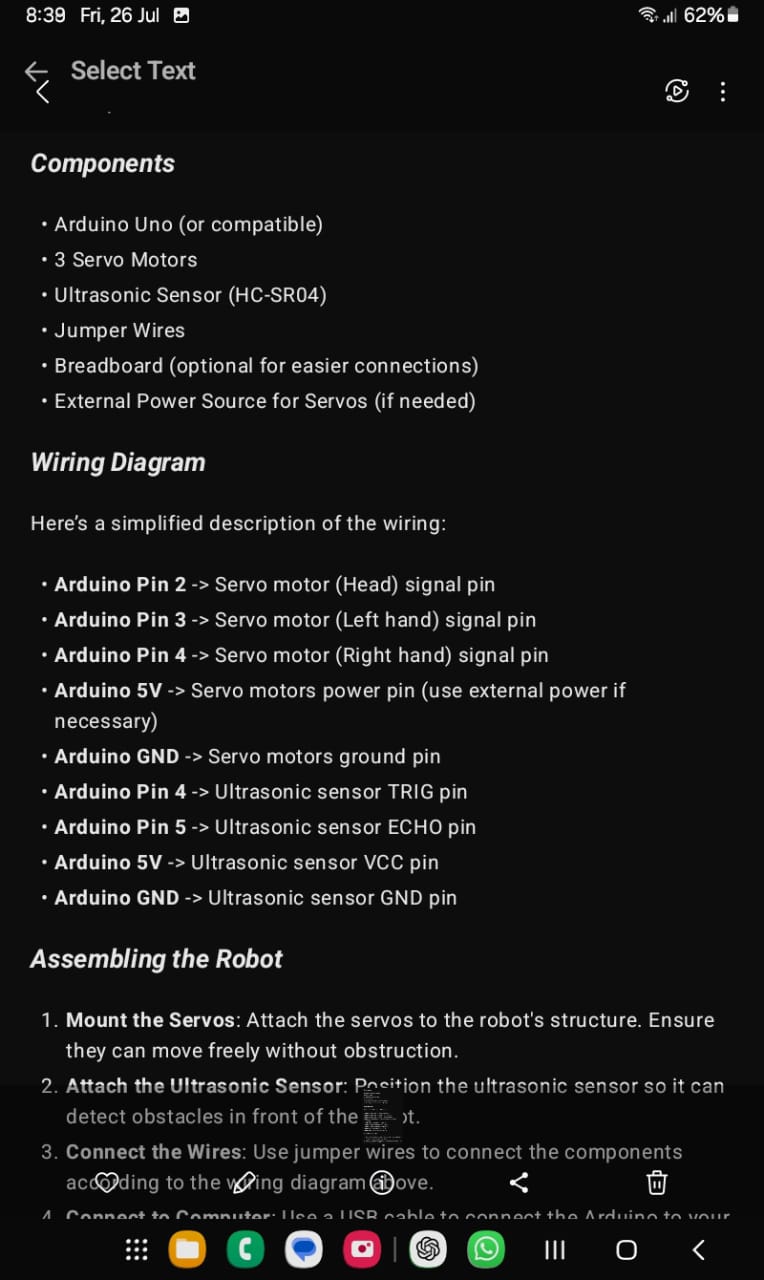 8:39 Fri, 26 Jul 62%
Select Text
Components
• Arduino Uno (or compatible)
• 3 Servo Motors
• Ultrasonic Sensor (HC-SR04)
• Jumper Wires
• Breadboard (optional for easier connections)
• External Power Source for Servos (if needed)
Wiring Diagram
Here's a simplified description of the wiring:
• Arduino Pin 2 -> Servo motor (Head) signal pin
• Arduino Pin 3 -> Servo motor (Left hand) signal pin
• Arduino Pin 4 -> Servo motor (Right hand) signal pin
• Arduino 5V -> Servo motors power pin (use external power if
necessary)
• Arduino GND -> Servo motors ground pin
• Arduino Pin 4 -> Ultrasonic sensor TRIG pin
• Arduino Pin 5 -> Ultrasonic sensor ECHO pin
• Arduino 5V -> Ultrasonic sensor VCC pin
• Arduino GND -> Ultrasonic sensor GND pin
Assembling the Robot
1. Mount the Servos: Attach the servos to the robot's structure. Ensure
they can move freely without obstruction.
2. Attach the Ultrasonic Sensor: Position the ultrasonic sensor so it can
detect obstacles in front of the
3. Connect the Wires: Use jumper wires to connect the components
according to the wiring diagram above.
4. Connect to Computer: Use a USB cable to connect the Arduino to your